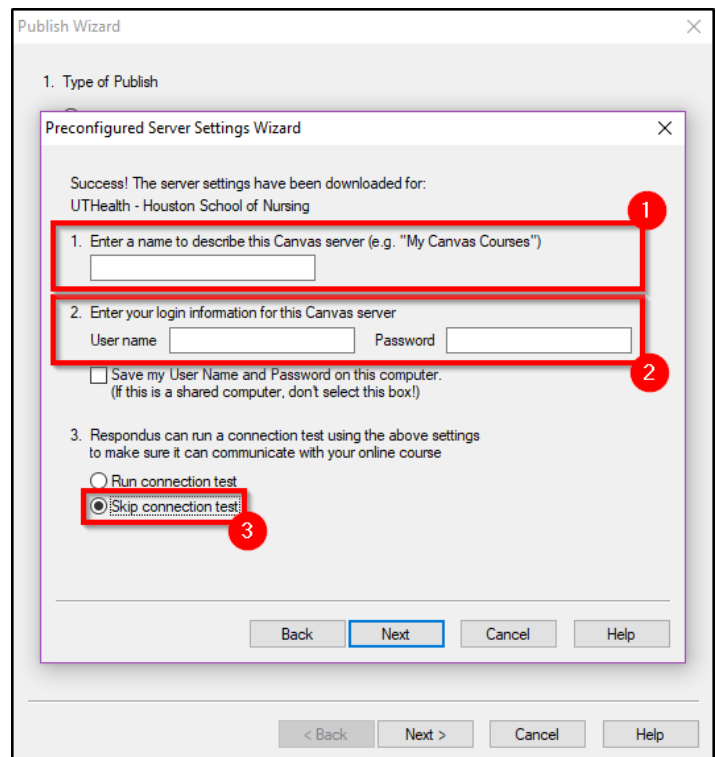 Publish Wizard
1. Type of Publish
Preconfigured Server Settings Wizard
Success! The server settings have been downloaded for:
UTHealth - Houston School of Nursing
1
1. Enter a name to describe this Canvas server (e.g. "My Canvas Courses")
2. Enter your login information for this Canvas server
User name Password
2
Save my User Name and Password on this computer.
(If this is a shared computer, don't select this box!)
3. Respondus can run a connection test using the above settings
to make sure it can communicate with your online course
Run connection test
Skip connection test
3
Back Next Cancel Help
< Back Next > Cancel Help